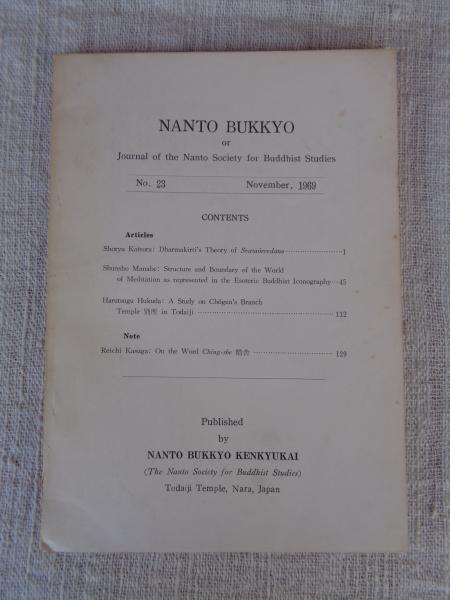 NANTO BUKKYO
or
Journal of the Nanto Society for Buddhist Studies
No. 23 November, 1969
CONTENTS
Articles
Shoryu Katsura: Dharmakirti's Theory of Svasaṃvedana 1
Shunsho Manabe: Structure and Boundary of the World
of Meditation as represented in the Esoteric Buddhist Iconography 45
Harutsugu Hukuda: A Study on Chōgen's Branch
Temple 別所 in Todaiji 112
Note
Reichi Kasuga: On the Word Ching-she 精舎 129
Published
by
NANTO BUKKYO KENKYUKAI
(The Nanto Society for Buddhist Studies)
Todaiji Temple, Nara, Japan